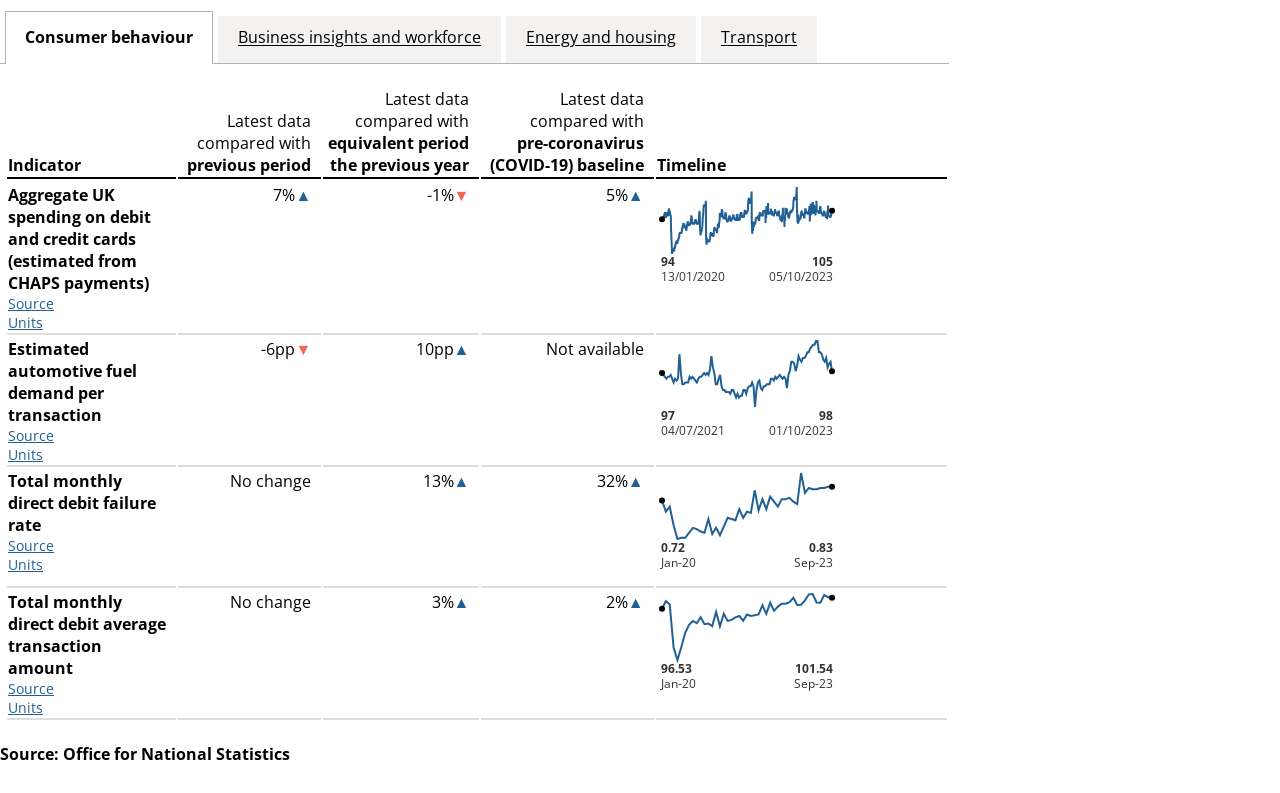 Consumer behaviour
Business insights and workforce
Energy and housing
Transport
Indicator
Latest data
compared with
previous period
Latest data
compared with
equivalent period
the previous year
Latest data
compared with
pre-coronavirus
(COVID-19) baseline
Timeline
Aggregate UK
spending on debit
and credit cards
(estimated from
CHAPS payments)
Source
Units
7%▲
-1%▼
5%▲
94
105
13/01/2020
05/10/2023
Estimated
automotive fuel
demand per
transaction
Source
Units
-6pp▼
10pp▲
Not available
97
98
04/07/2021
01/10/2023
Total monthly
direct debit failure
rate
Source
Units
No change
13%▲
32%▲
0.72
0.83
Jan-20
Sep-23
Total monthly
direct debit average
transaction
amount
Source
Units
No change
3%▲
2%▲
96.53
101.54
Jan-20
Sep-23
Source: Office for National Statistics